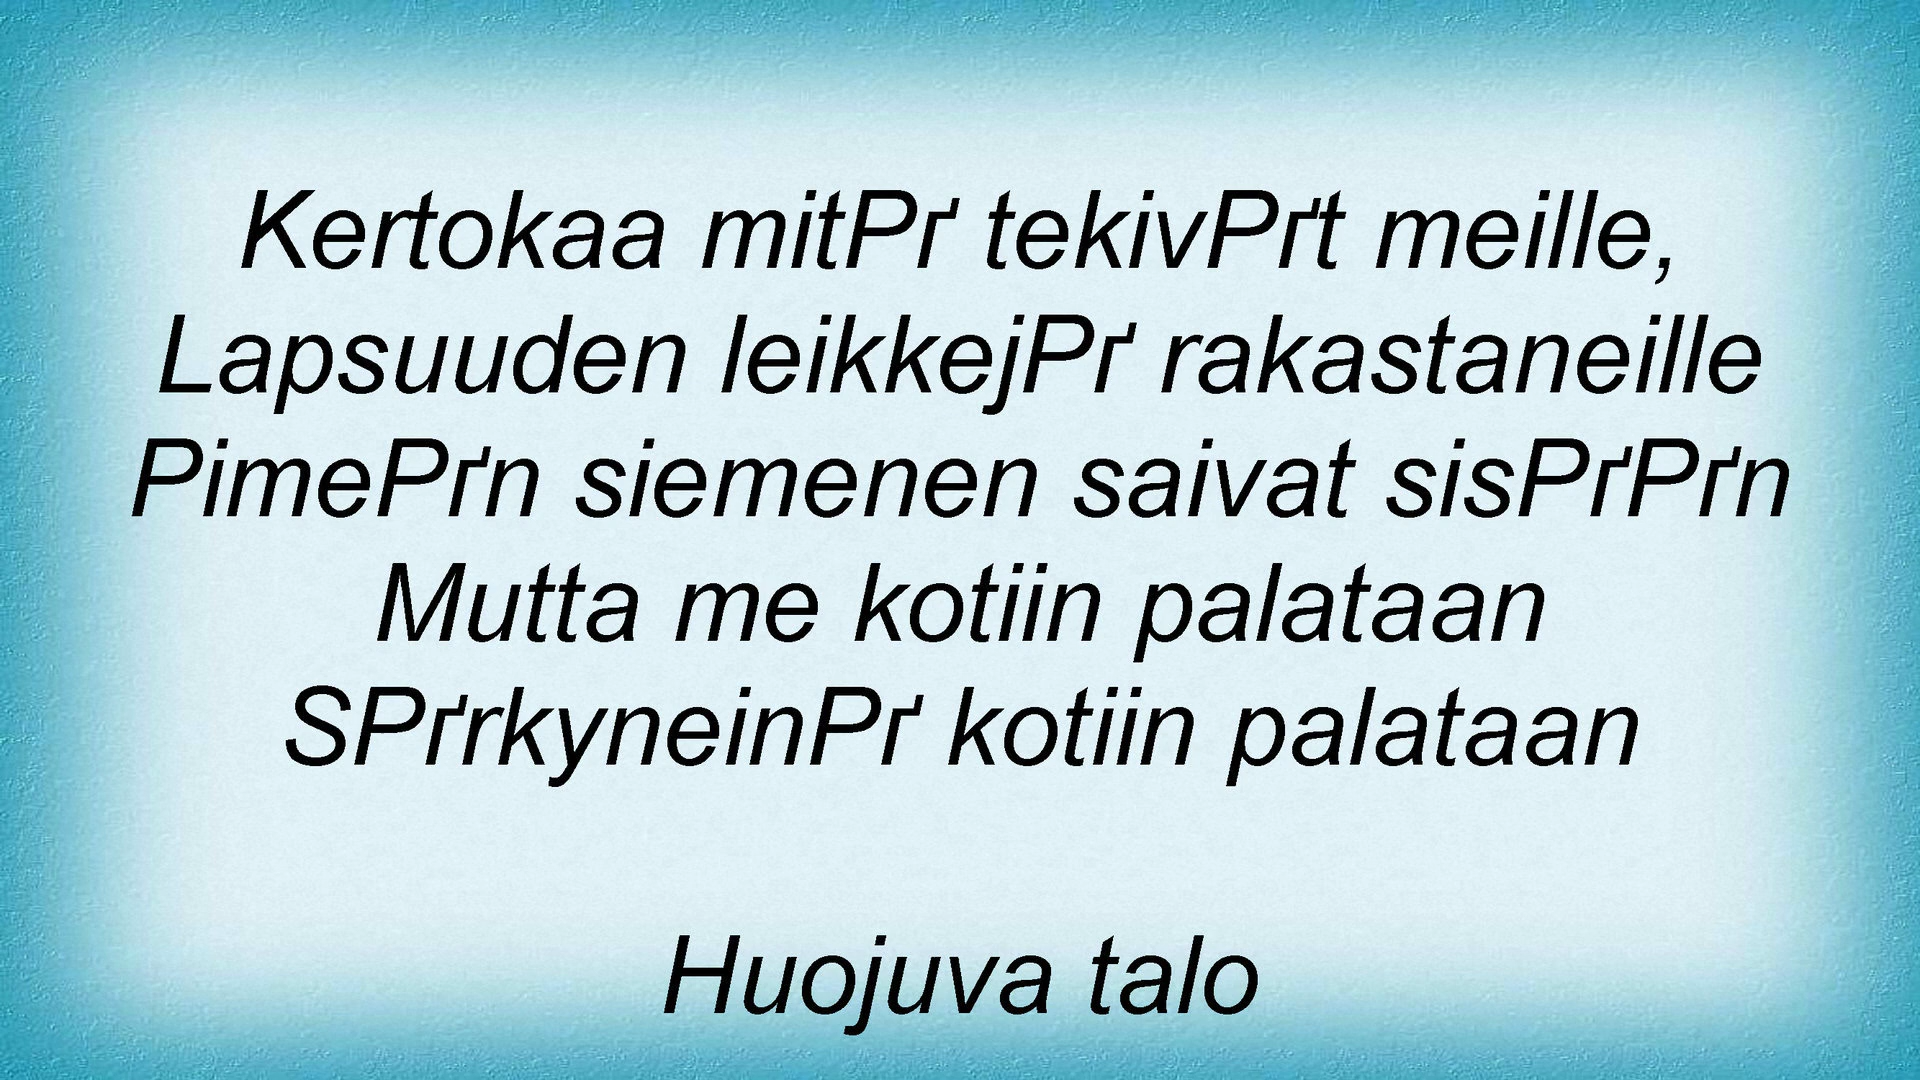 Kertokaa mitPґ tekivPґt meille,
Lapsuuden leikkejPґ rakastaneille
PimePґn siemenen saivat sisPґPґn
Mutta me kotiin palataan
SPґrkyneinPґ kotiin palataan
Huojuva talo